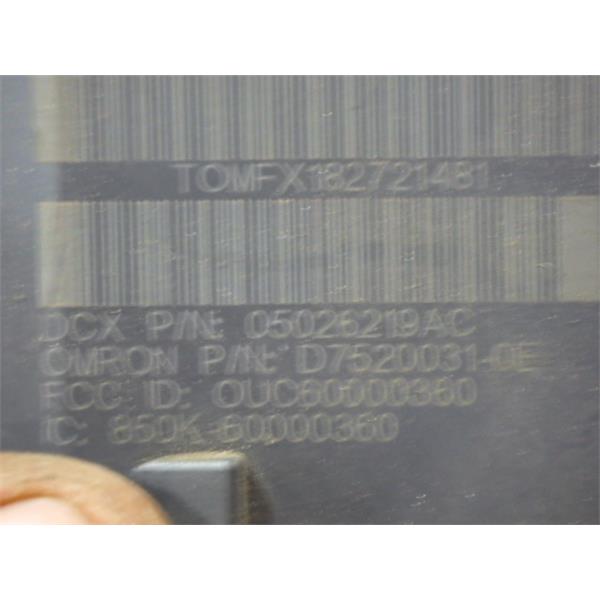 TOMFX182721481
DCX P/N: 05026219AC
OMRON P/N: D7520031-0E
FCC ID: OUC60000360
IC: 850K-60000360